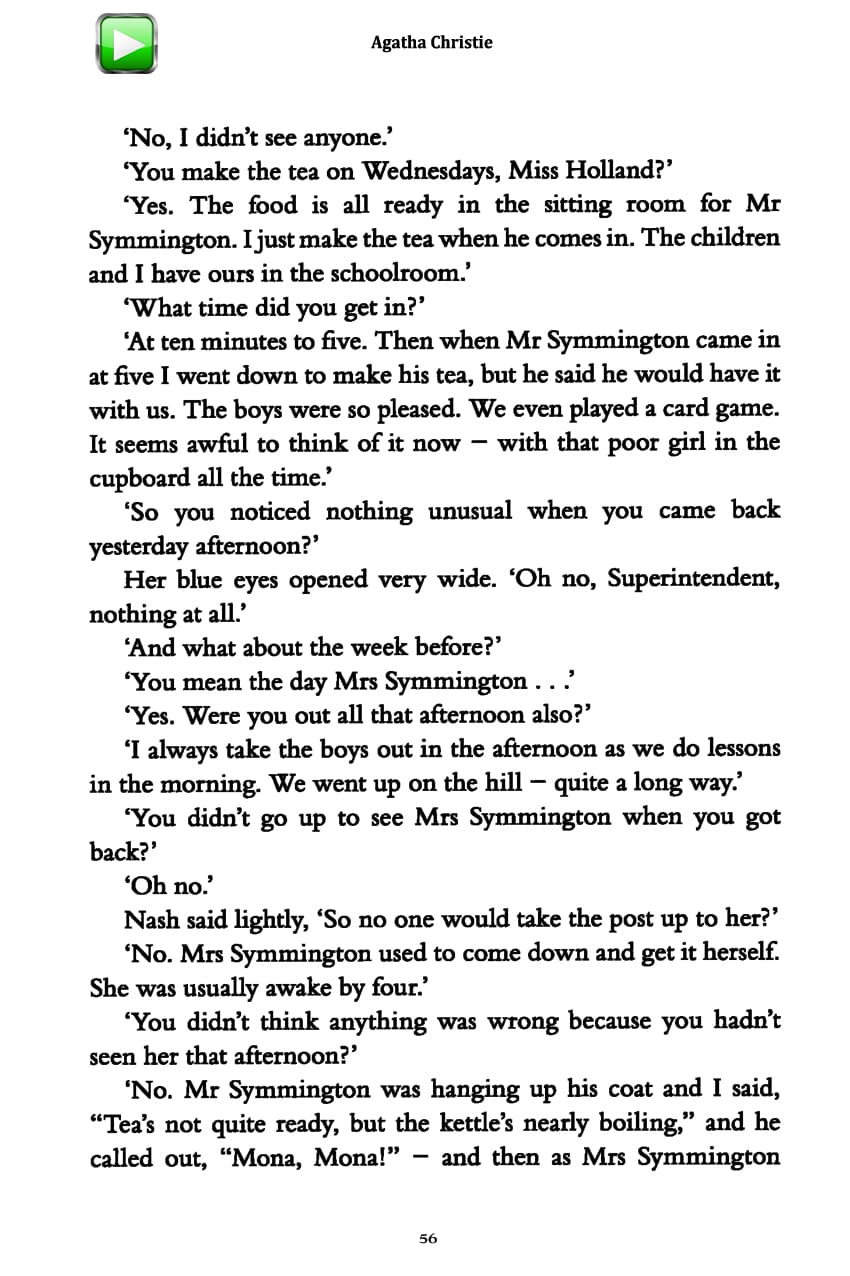 Agatha Christie
‘No, I didn’t see anyone.’
‘You make the tea on Wednesdays, Miss Holland?’
‘Yes. The food is all ready in the sitting room for Mr
Symmington. I just make the tea when he comes in. The children
and I have ours in the schoolroom.’
‘What time did you get in?’
‘At ten minutes to five. Then when Mr Symmington came in
at five I went down to make his tea, but he said he would have it
with us. The boys were so pleased. We even played a card game.
It seems awful to think of it now – with that poor girl in the
cupboard all the time.’
‘So you noticed nothing unusual when you came back
yesterday afternoon?’
Her blue eyes opened very wide. ‘Oh no, Superintendent,
nothing at all.’
‘And what about the week before?’
‘You mean the day Mrs Symmington . . .’
‘Yes. Were you out all that afternoon also?’
‘I always take the boys out in the afternoon as we do lessons
in the morning. We went up on the hill – quite a long way.’
‘You didn’t go up to see Mrs Symmington when you got
back?’
‘Oh no.’
Nash said lightly, ‘So no one would take the post up to her?’
‘No. Mrs Symmington used to come down and get it herself.
She was usually awake by four.’
‘You didn’t think anything was wrong because you hadn’t
seen her that afternoon?’
‘No. Mr Symmington was hanging up his coat and I said,
“Tea’s not quite ready, but the kettle’s nearly boiling,” and he
called out, “Mona, Mona!” – and then as Mrs Symmington
56